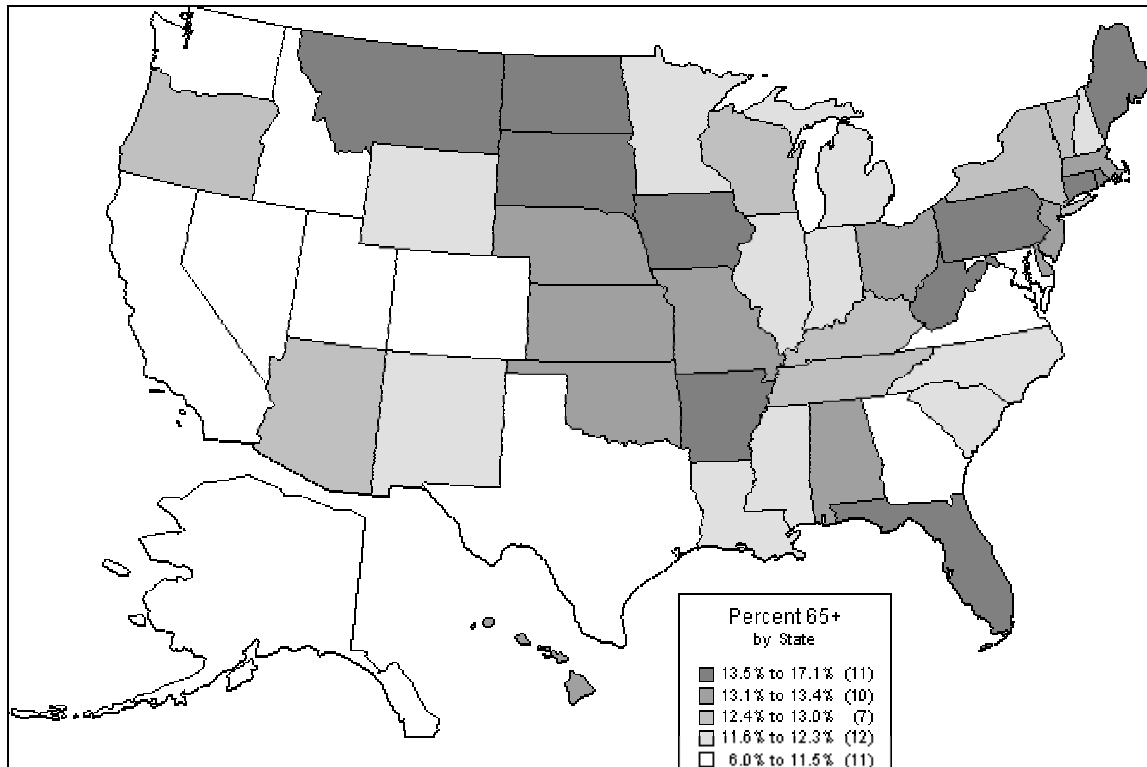 Percent 65+
by State
13.5% to 17.1% (11)
13.1% to 13.4% (10)
12.4% to 13.0% (7)
11.6% to 12.3% (12)
6.0% to 11.5% (11)